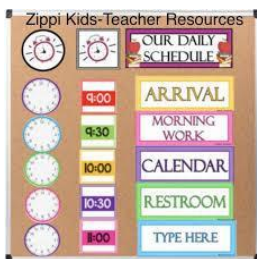 Zippi Kids-Teacher Resources
OUR DAILY
SCHEDULE
9:00
ARRIVAL
9:30
MORNING
WORK
10:00
CALENDAR
10:30
RESTROOM
11:00
TYPE HERE